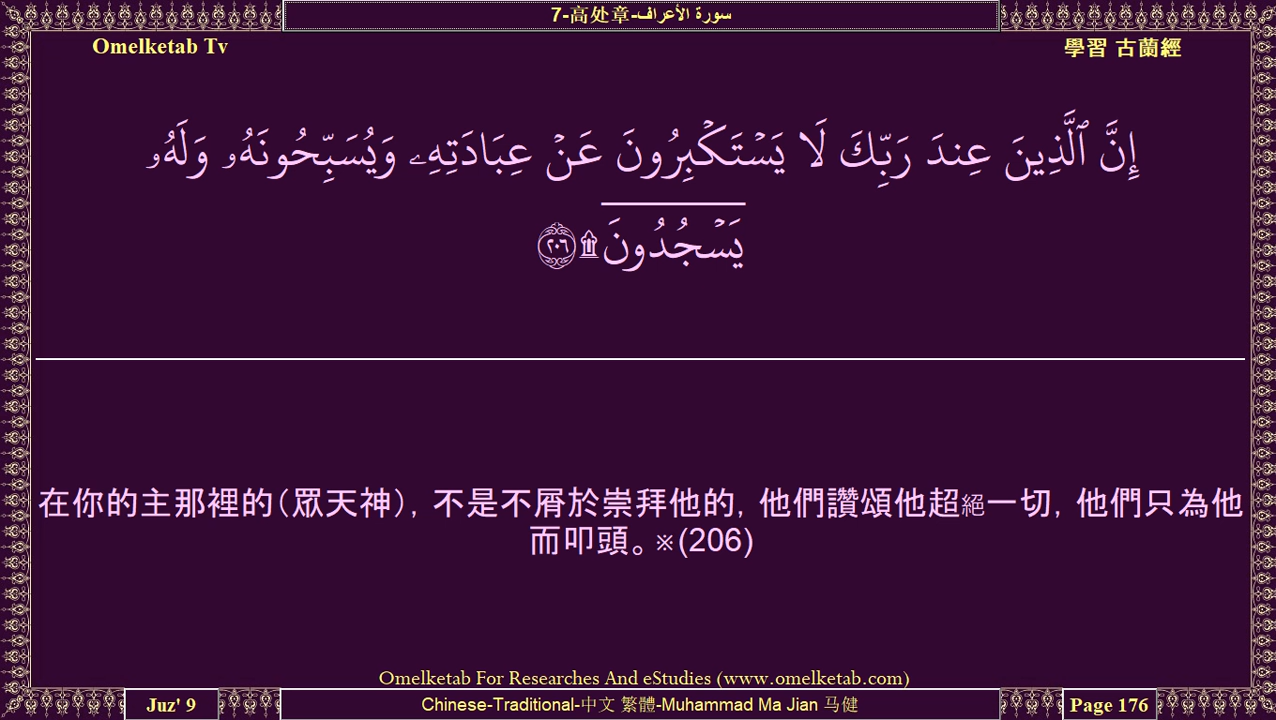 7-高处章-سورة الأعراف
Omelketab Tv
學習 古蘭經
إِنَّ ٱلَّذِينَ عِندَ رَبِّكَ لَا يَسۡتَكۡبِرُونَ عَنۡ عِبَادَتِهِۦ وَيُسَبِّحُونَهُۥ وَلَهُۥ
يَسۡجُدُونَ۩ ٢٠٦
在你的主那裡的(眾天神), 不是不屑於崇拜他的, 他們讚頌他超絕一切, 他們只為他
而叩頭。※(206)
Omelketab For Researches And eStudies (www.omelketab.com)
Juz' 9
Chinese-Traditional-中文 繁體-Muhammad Ma Jian 马健
Page 176